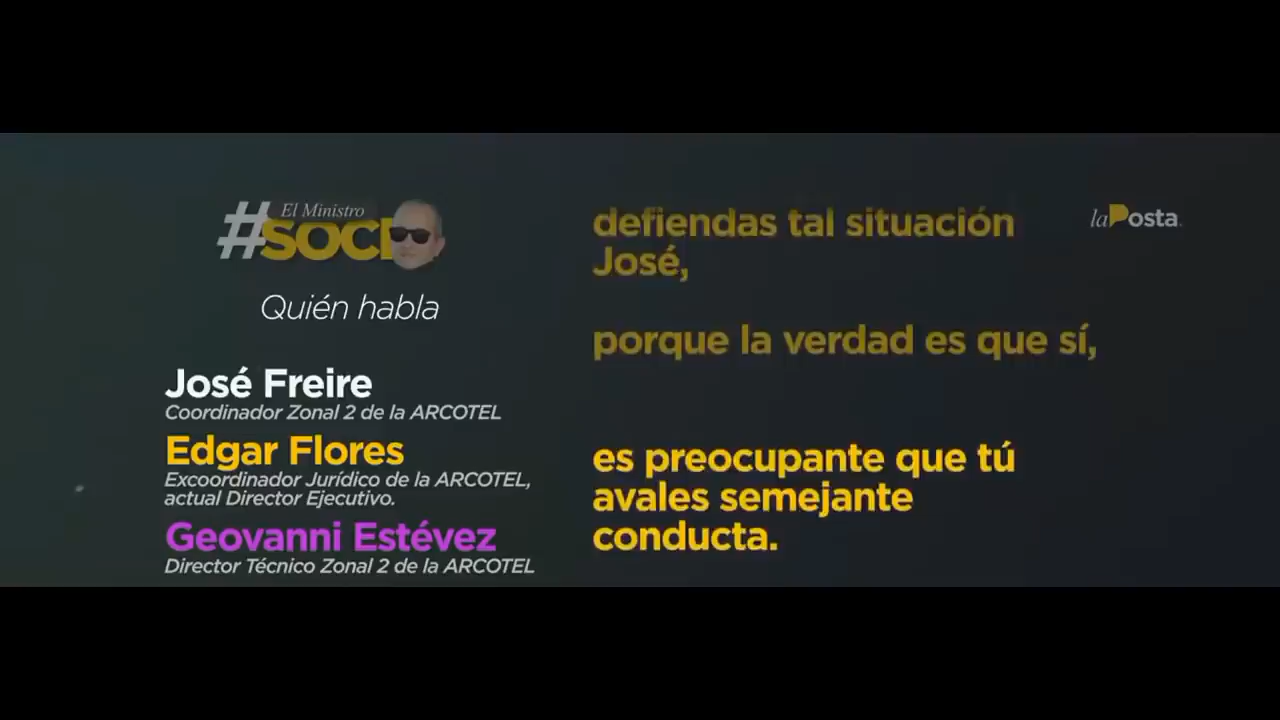 El Ministro
#SOCI
Quién habla
José Freire
Coordinador Zonal 2 de la ARCOTEL
Edgar Flores
Excoordinador Jurídico de la ARCOTEL,
actual Director Ejecutivo.
Geovanni Estévez
Director Técnico Zonal 2 de la ARCOTEL
defiendas tal situación
José,
porque la verdad es que sí,
es preocupante que tú
avales semejante
conducta.
laPosta.